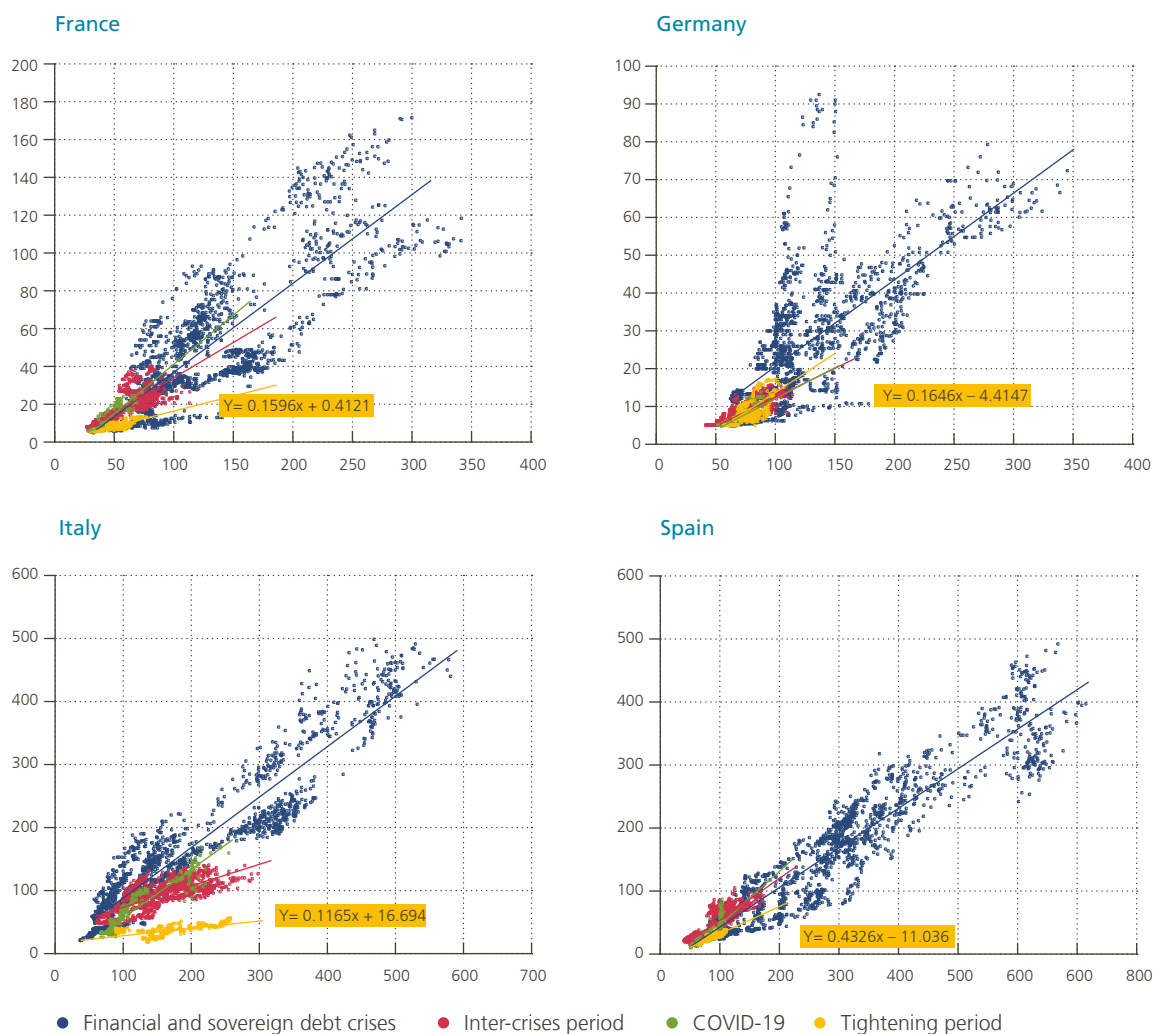 France
Germany
200
180
160
140
120
100
80
60
40
20
0
Y= 0.1596x + 0.4121
0 50 100 150 200 250 300 350 400
100
90
80
70
60
50
40
30
20
10
0
Y= 0.1646x – 4.4147
0 50 100 150 200 250 300 350 400
Italy
Spain
600
500
400
300
200
100
0
Y= 0.1165x + 16.694
0 100 200 300 400 500 600 700
600
500
400
300
200
100
0
Y= 0.4326x – 11.036
0 100 200 300 400 500 600 800
Financial and sovereign debt crises Inter-crises period COVID-19 Tightening period